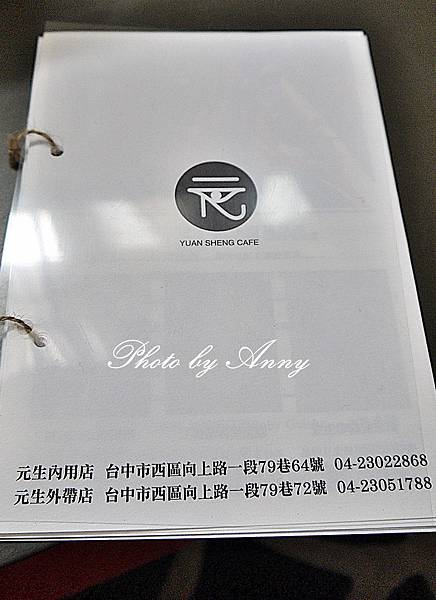 YUAN SHENG CAFE
Photo by Anny
元生內用店 台中市西區向上路一段79巷64號 04-23022868
元生外帶店 台中市西區向上路一段79巷72號 04-23051788